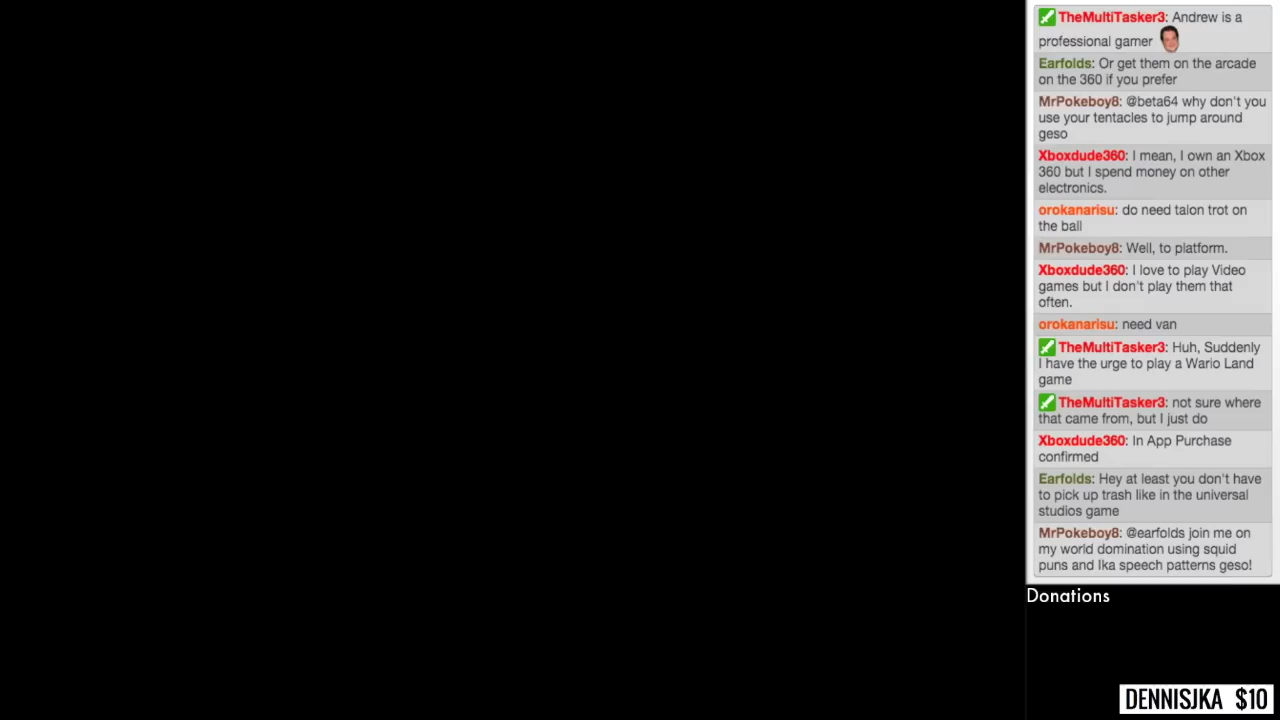 TheMultiTasker3: Andrew is a
professional gamer
Earfolds: Or get them on the arcade
on the 360 if you prefer
MrPokeboy8: @beta64 why don't you
use your tentacles to jump around
geso
Xboxdude360: I mean, I own an Xbox
360 but I spend money on other
electronics.
orokanarisu: do need talon trot on
the ball
MrPokeboy8: Well, to platform.
Xboxdude360: I love to play Video
games but I don't play them that
often.
orokanarisu: need van
TheMultiTasker3: Huh, Suddenly
I have the urge to play a Wario Land
game
TheMultiTasker3: not sure where
that came from, but I just do
Xboxdude360: In App Purchase
confirmed
Earfolds: Hey at least you don't have
to pick up trash like in the universal
studios game
MrPokeboy8: @earfolds join me on
my world domination using squid
puns and Ika speech patterns geso!
Donations
DENNISJKA $10